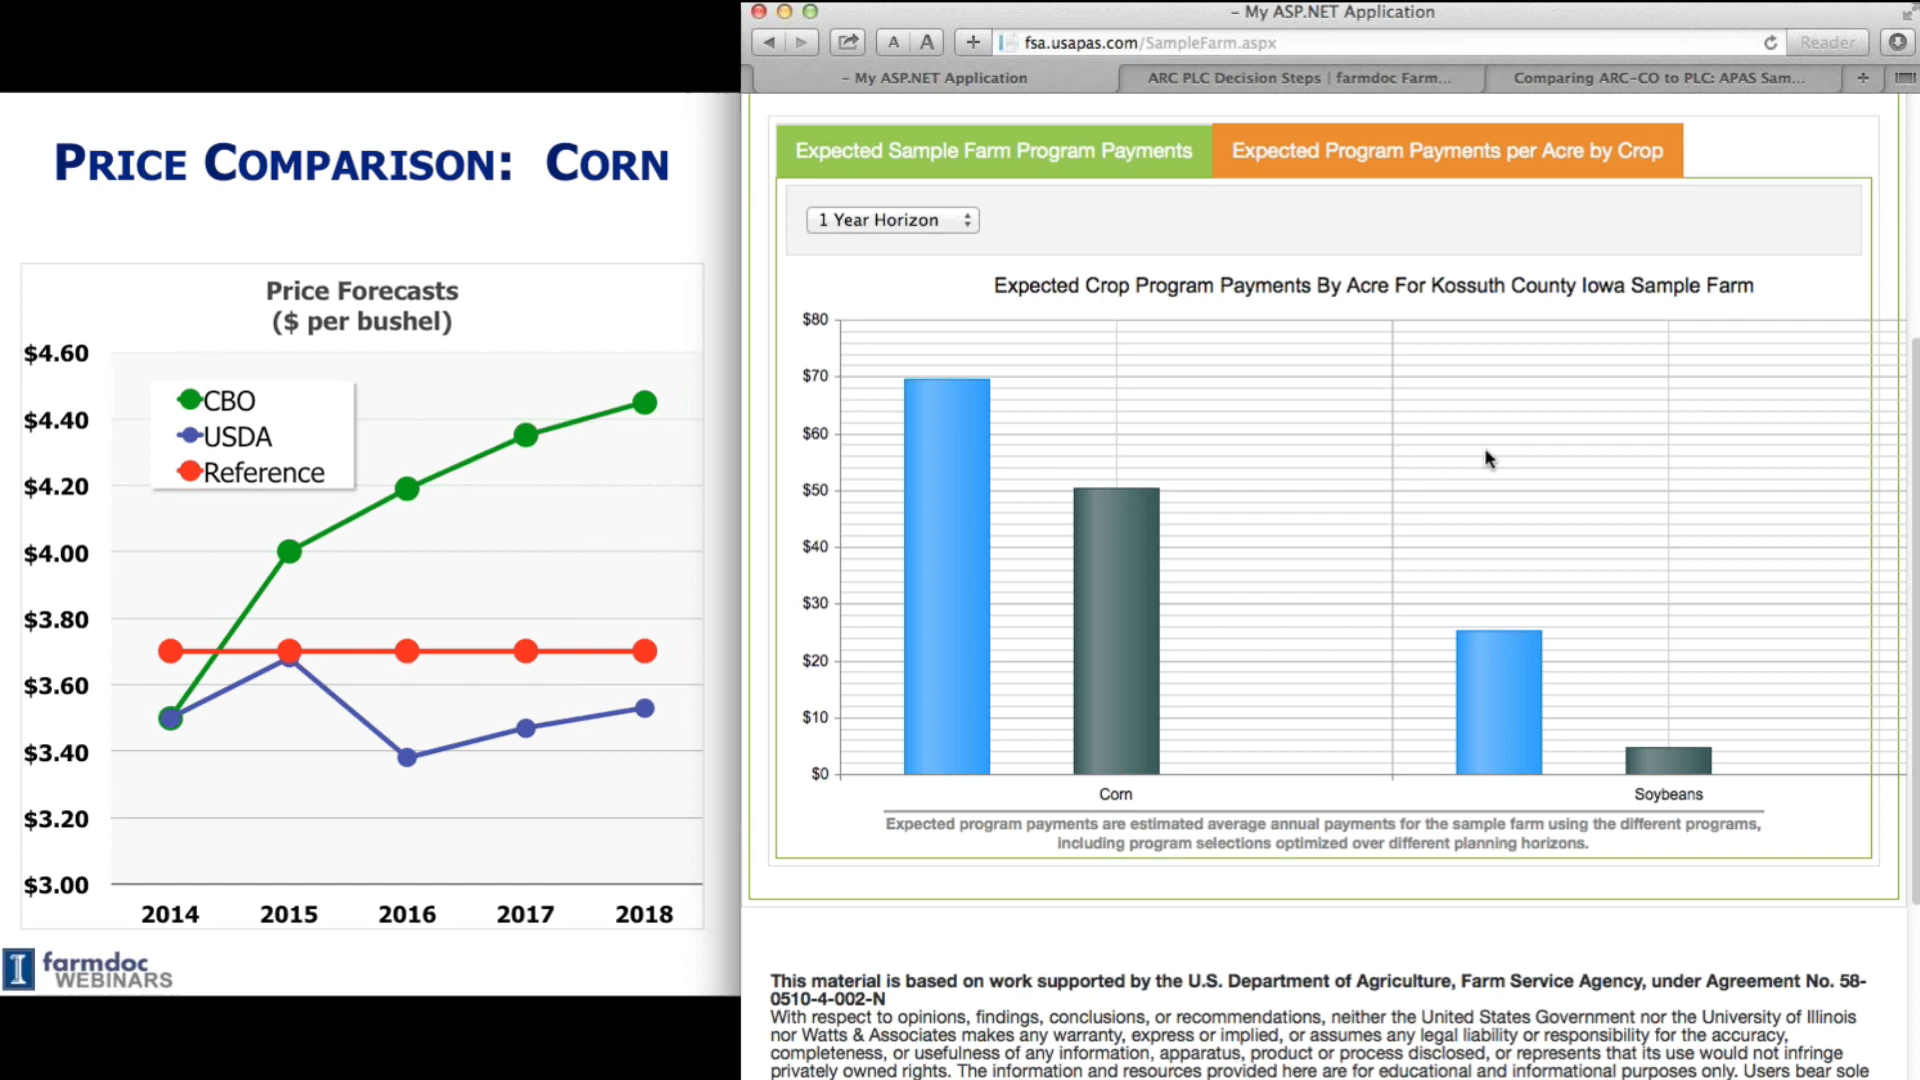 PRICE COMPARISON: CORN
Price Forecasts
($ per bushel)
$4.60
$4.40
$4.20
$4.00
$3.80
$3.60
$3.40
$3.20
$3.00
CBO
USDA
Reference
2014 2015 2016 2017 2018
I farmdoc
WEBINARS
– My ASP.NET Application
A A + fsa.usapas.com/SampleFarm.aspx Reader
– My ASP.NET Application ARC PLC Decision Steps | farmdoc Farm... Comparing ARC-CO to PLC: APAS Sam... +
Expected Sample Farm Program Payments Expected Program Payments per Acre by Crop
1 Year Horizon
Expected Crop Program Payments By Acre For Kossuth County Iowa Sample Farm
$80
$70
$60
$50
$40
$30
$20
$10
$0
Corn Soybeans
Expected program payments are estimated average annual payments for the sample farm using the different programs,
including program selections optimized over different planning horizons.
This material is based on work supported by the U.S. Department of Agriculture, Farm Service Agency, under Agreement No. 58-
0510-4-002-N
With respect to opinions, findings, conclusions, or recommendations, neither the United States Government nor the University of Illinois
nor Watts & Associates makes any warranty, express or implied, or assumes any legal liability or responsibility for the accuracy,
completeness, or usefulness of any information, apparatus, product or process disclosed, or represents that its use would not infringe
privately owned rights. The information and resources provided here are for educational and informational purposes only. Users bear sole